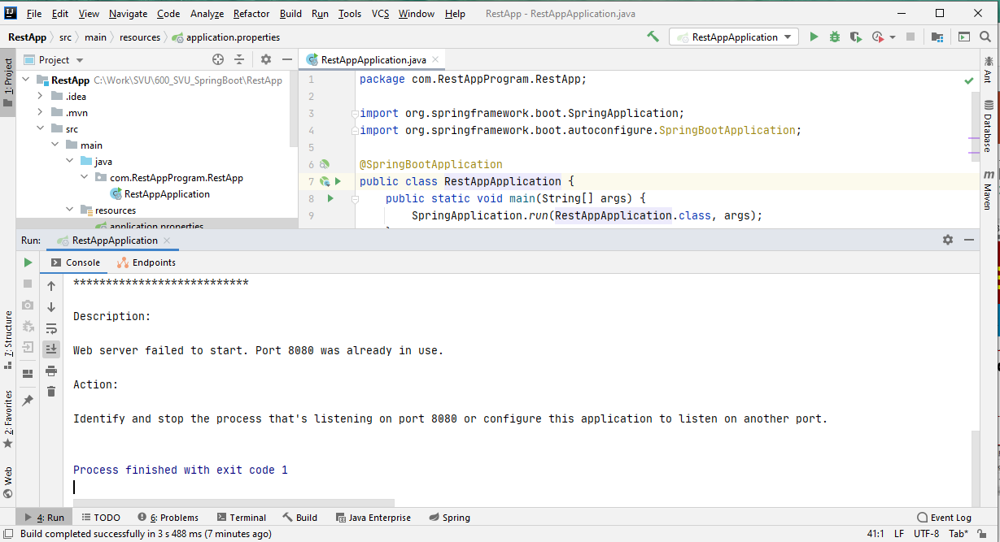 File Edit View Navigate Code Analyze Refactor Build Run Tools VCS Window Help RestApp - RestAppApplication.java
RestApp src main resources application.properties RestAppApplication
1: Project
Project
RestApp C:\Work\SVU\600_SVU_SpringBoot\RestApp
.idea
.mvn
src
main
java
com.RestAppProgram.RestApp
RestAppApplication
resources
application.properties
RestAppApplication.java
1 package com.RestAppProgram.RestApp;
2
3 import org.springframework.boot.SpringApplication;
4 import org.springframework.boot.autoconfigure.SpringBootApplication;
5
6 @SpringBootApplication
7 public class RestAppApplication {
8 public static void main(String[] args) {
9 SpringApplication.run(RestAppApplication.class, args);
Ant
Database
Maven
Run: RestAppApplication
Console Endpoints
***************************
Description:
Web server failed to start. Port 8080 was already in use.
Action:
Identify and stop the process that's listening on port 8080 or configure this application to listen on another port.
Process finished with exit code 1
7: Structure
2: Favorites
Web
4: Run TODO 6: Problems Terminal Build Java Enterprise Spring Event Log
Build completed successfully in 3 s 488 ms (7 minutes ago) 41:1 LF UTF-8 Tab*